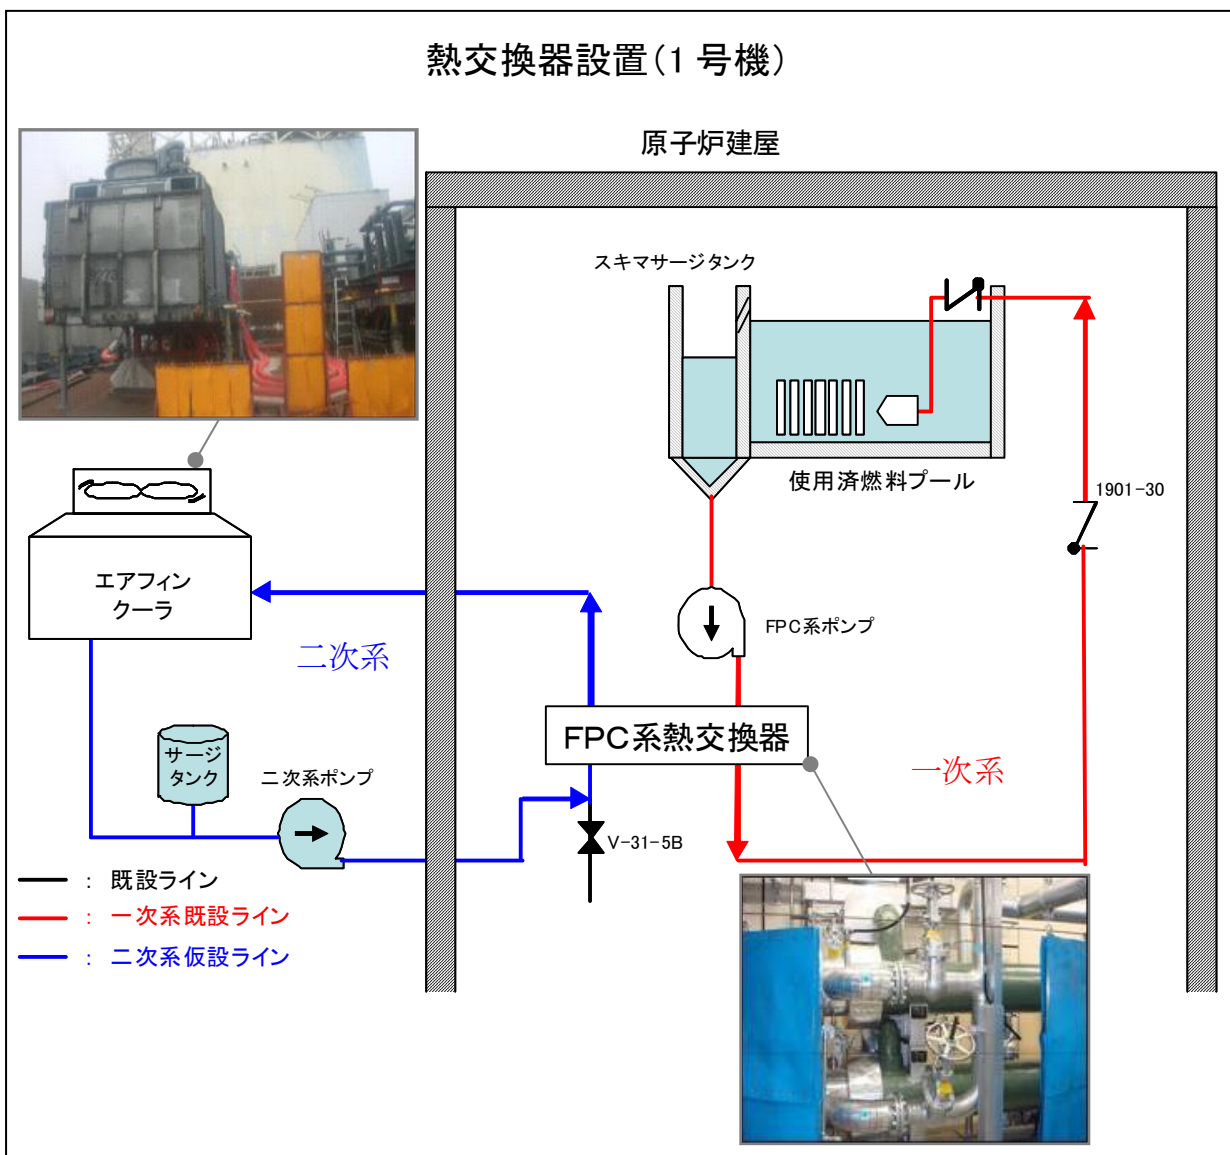 熱交換器設置(1号機)
原子炉建屋
スキマサージタンク
使用済燃料プール
1901-30
エアフィン
クーラ
FPC系ポンプ
二次系
FPC系熱交換器
一次系
サージ
タンク
二次系ポンプ
V-31-5B
: 既設ライン
: 一次系既設ライン
: 二次系仮設ライン